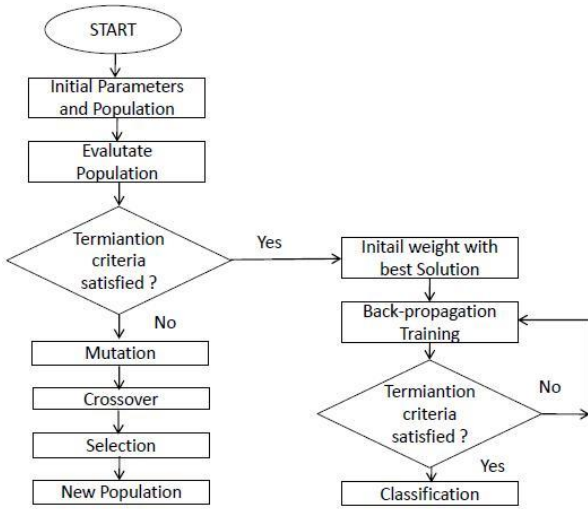 START
Initial Parameters
and Population
Evalutate
Population
Termiantion
criteria
satisfied ?
Yes
No
Mutation
Crossover
Selection
New Population
Initail weight with
best Solution
Back-propagation
Training
Termiantion
criteria
satisfied ?
No
Yes
Classification